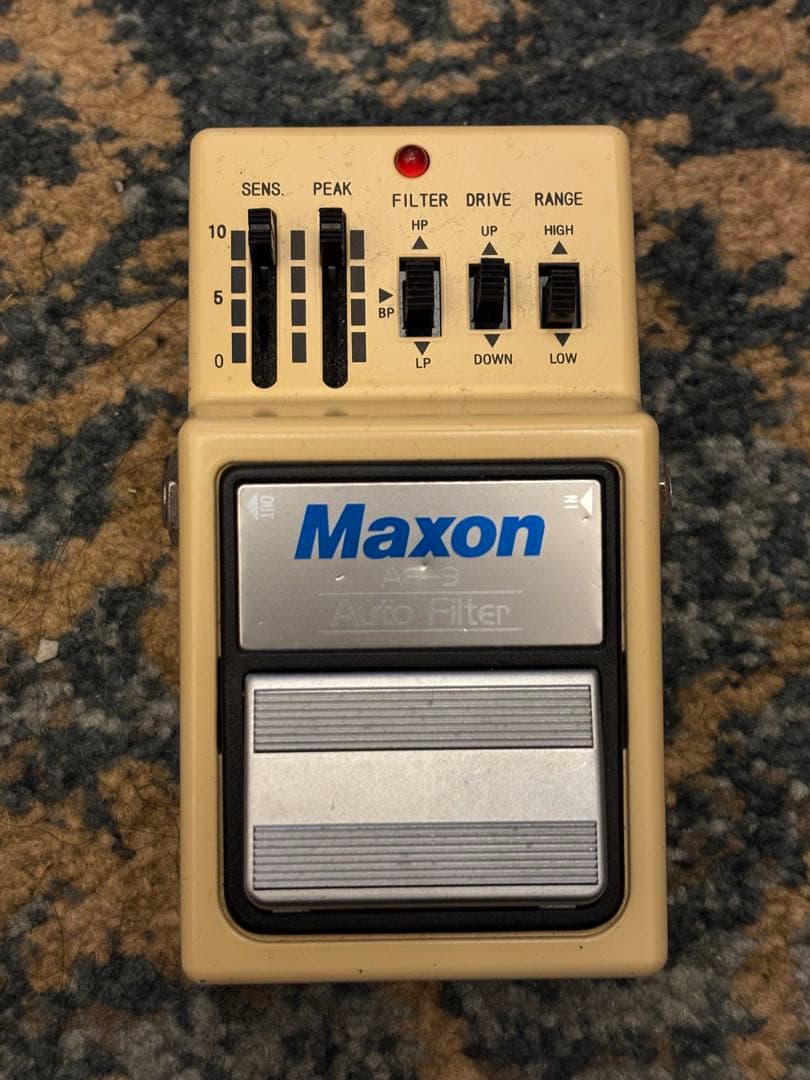 SENS. PEAK FILTER DRIVE RANGE
HP UP HIGH
10
5
BP
0
LP DOWN LOW
OUT IN
Maxon
AF-9
Auto Filter